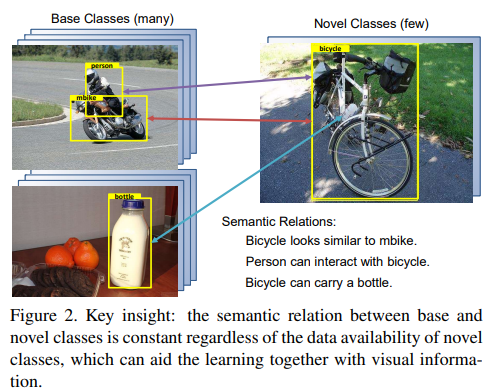 Base Classes (many)
Novel Classes (few)
person
mbike
bicycle
bottle
Semantic Relations:
Bicycle looks similar to mbike.
Person can interact with bicycle.
Bicycle can carry a bottle.
Figure 2. Key insight: the semantic relation between base and
novel classes is constant regardless of the data availability of novel
classes, which can aid the learning together with visual informa-
tion.